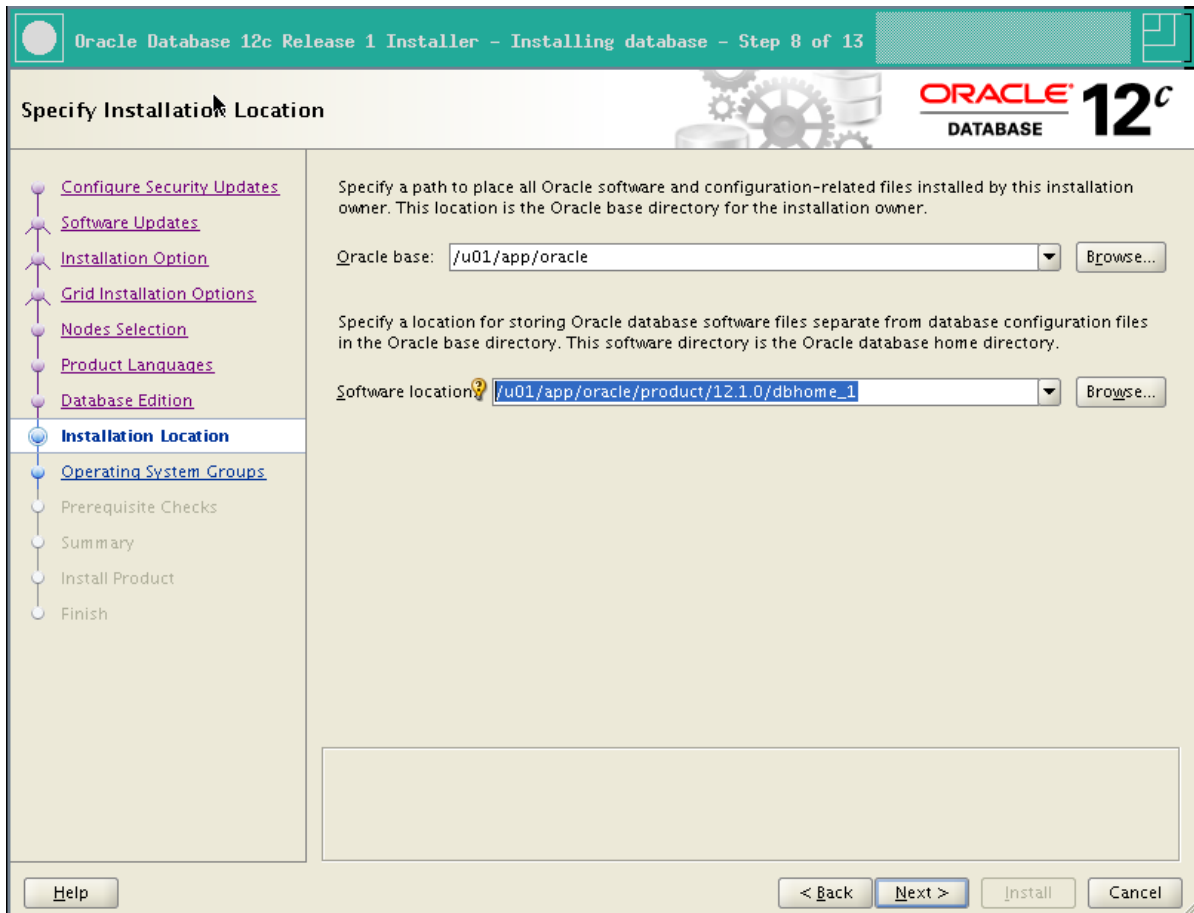 Oracle Database 12c Release 1 Installer - Installing database - Step 8 of 13
Specify Installation Location
ORACLE®
DATABASE
12c
Configure Security Updates
Software Updates
Installation Option
Grid Installation Options
Nodes Selection
Product Languages
Database Edition
Installation Location
Operating System Groups
Prerequisite Checks
Summary
Install Product
Finish
Specify a path to place all Oracle software and configuration-related files installed by this installation
owner. This location is the Oracle base directory for the installation owner.
Oracle base: /u01/app/oracle Browse...
Specify a location for storing Oracle database software files separate from database configuration files
in the Oracle base directory. This software directory is the Oracle database home directory.
Software location: /u01/app/oracle/product/12.1.0/dbhome_1 Browse...
Help < Back Next > Install Cancel